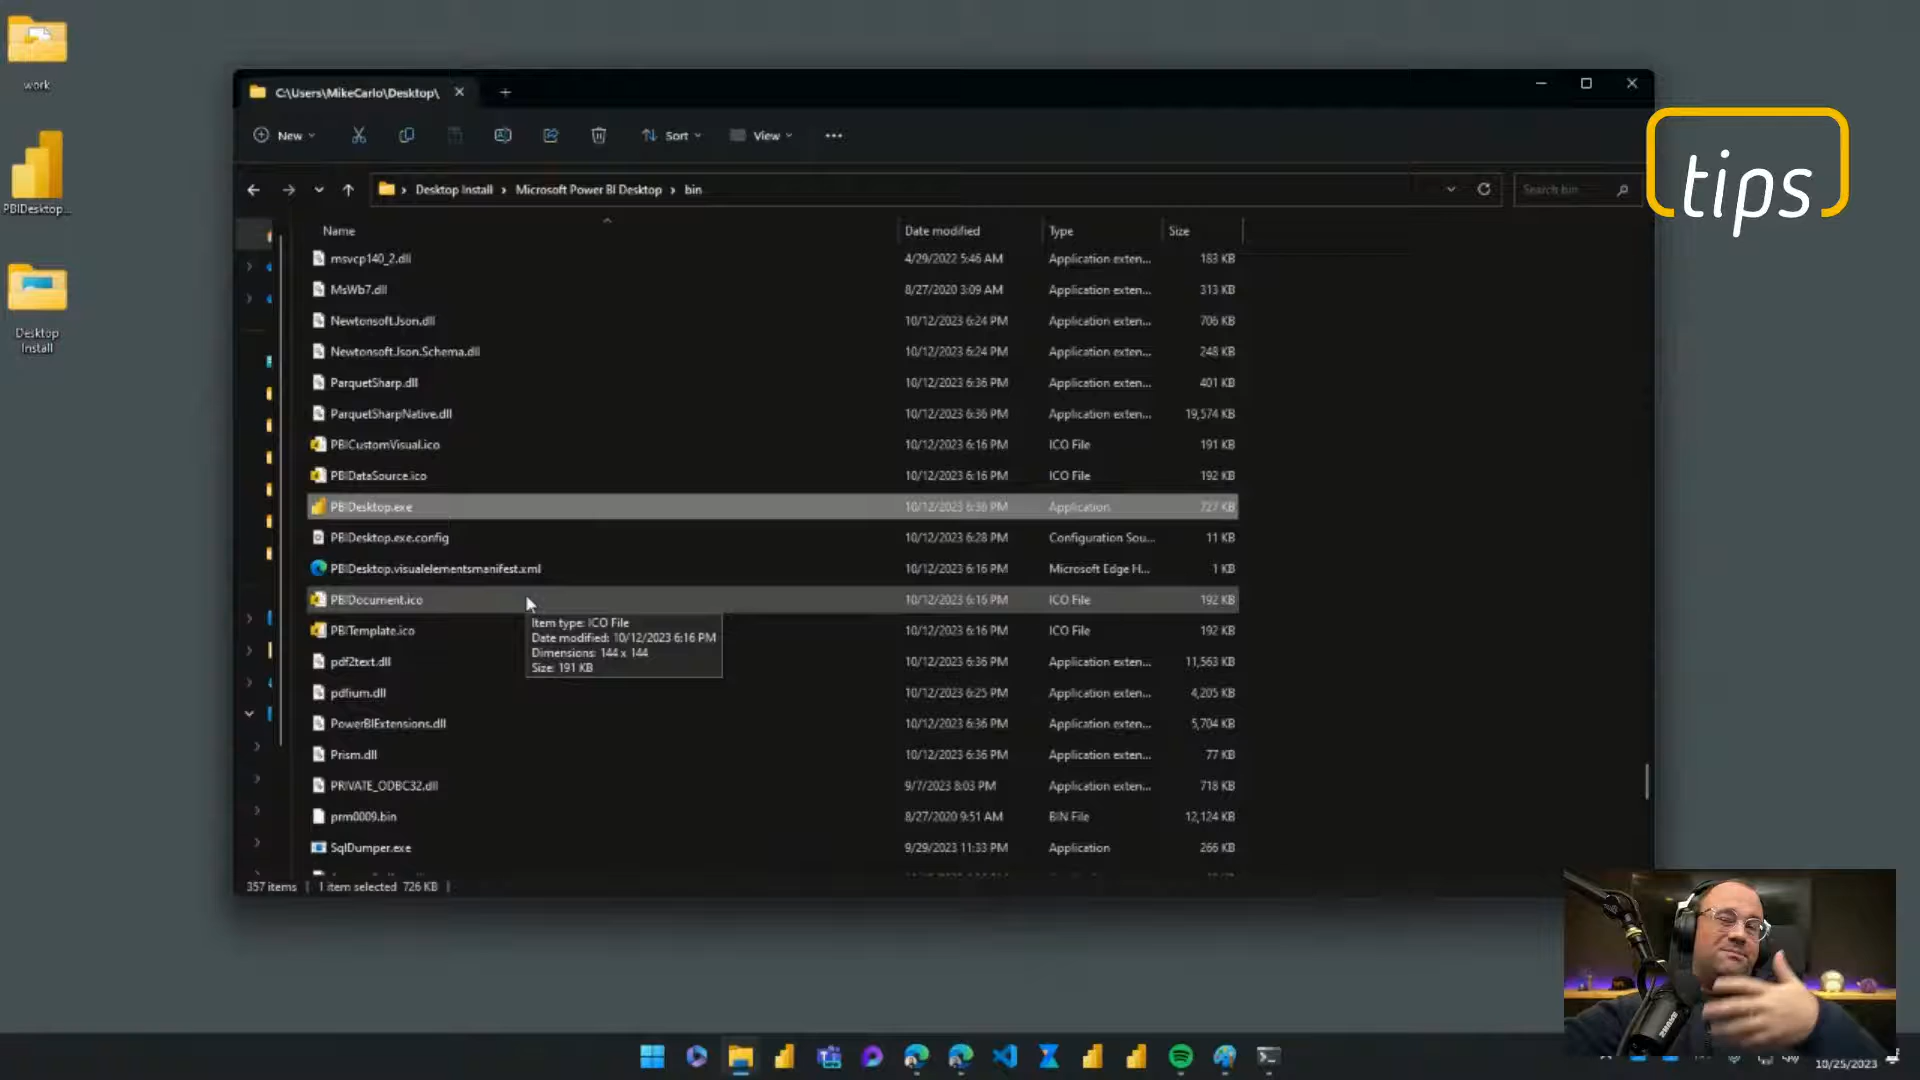 work
PBIDesktop...
Desktop
Install
C:\Users\MikeCarlo\Desktop\
tips
New
Sort
View
Desktop Install > Microsoft Power BI Desktop > bin
Search bin
Name Date modified Type Size
msvcp140_2.dll 4/29/2022 5:46 AM Application exten... 183 KB
MsWb7.dll 8/27/2020 3:09 AM Application exten... 313 KB
Newtonsoft.Json.dll 10/12/2023 6:24 PM Application exten... 706 KB
Newtonsoft.Json.Schema.dll 10/12/2023 6:24 PM Application exten... 248 KB
ParquetSharp.dll 10/12/2023 6:36 PM Application exten... 401 KB
ParquetSharpNative.dll 10/12/2023 6:36 PM Application exten... 19,574 KB
PBICustomVisual.ico 10/12/2023 6:16 PM ICO File 191 KB
PBIDataSource.ico 10/12/2023 6:16 PM ICO File 192 KB
PBIDesktop.exe 10/12/2023 6:36 PM Application 727 KB
PBIDesktop.exe.config 10/12/2023 6:28 PM Configuration Sou... 11 KB
PBIDesktop.visualelementsmanifest.xml 10/12/2023 6:16 PM Microsoft Edge H... 1 KB
PBIDocument.ico 10/12/2023 6:16 PM ICO File 192 KB
Item type: ICO File
Date modified: 10/12/2023 6:16 PM
Dimensions: 144 x 144
Size: 191 KB
PBITemplate.ico 10/12/2023 6:16 PM ICO File 192 KB
pdf2text.dll 10/12/2023 6:36 PM Application exten... 11,563 KB
pdfium.dll 10/12/2023 6:25 PM Application exten... 4,205 KB
PowerBIExtensions.dll 10/12/2023 6:36 PM Application exten... 5,704 KB
Prism.dll 10/12/2023 6:36 PM Application exten... 77 KB
PRIVATE_ODBC32.dll 9/7/2023 8:03 PM Application exten... 718 KB
prm0009.bin 8/27/2020 9:51 AM BIN File 12,124 KB
SqlDumper.exe 9/29/2023 11:33 PM Application 266 KB
357 items 1 item selected 726 KB
10/25/2023